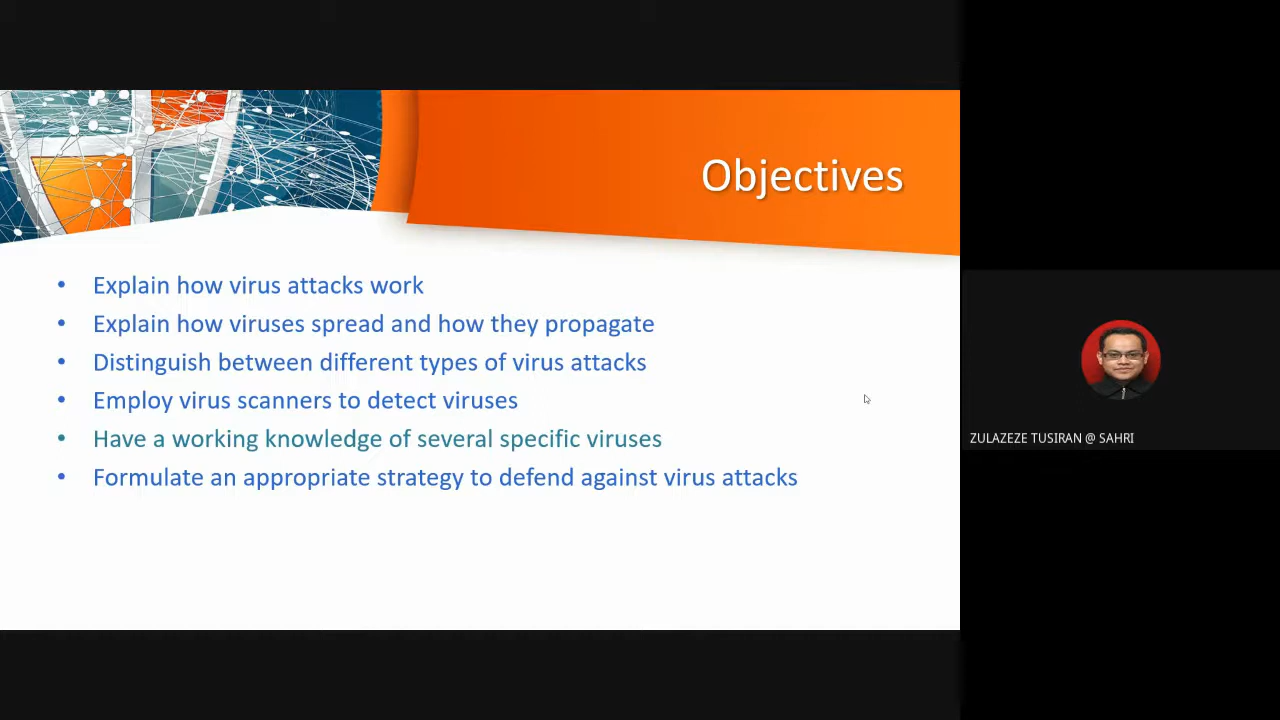 Objectives
• Explain how virus attacks work
• Explain how viruses spread and how they propagate
• Distinguish between different types of virus attacks
• Employ virus scanners to detect viruses
• Have a working knowledge of several specific viruses
• Formulate an appropriate strategy to defend against virus attacks
ZULAZEZE TUSIRAN @ SAHRI